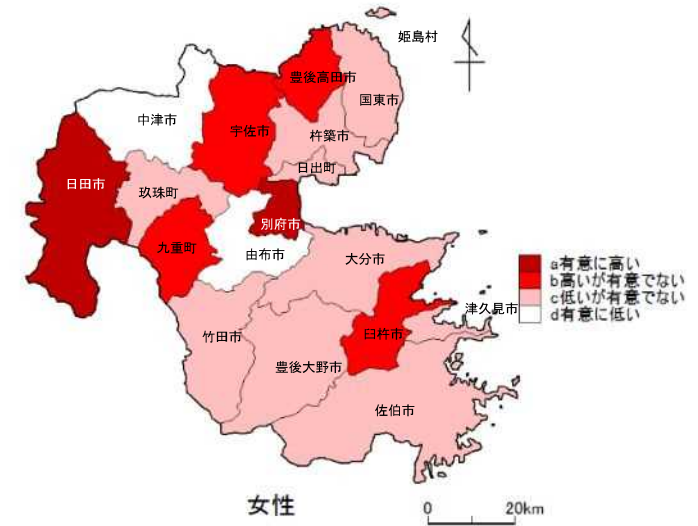 姫島村
豊後高田市
国東市
中津市
宇佐市
杵築市
日出町
日田市
玖珠町
別府市
九重町
由布市
大分市
a有意に高い
b高いが有意でない
c低いが有意でない
d有意に低い
津久見市
臼杵市
竹田市
豊後大野市
佐伯市
女性
0 20km